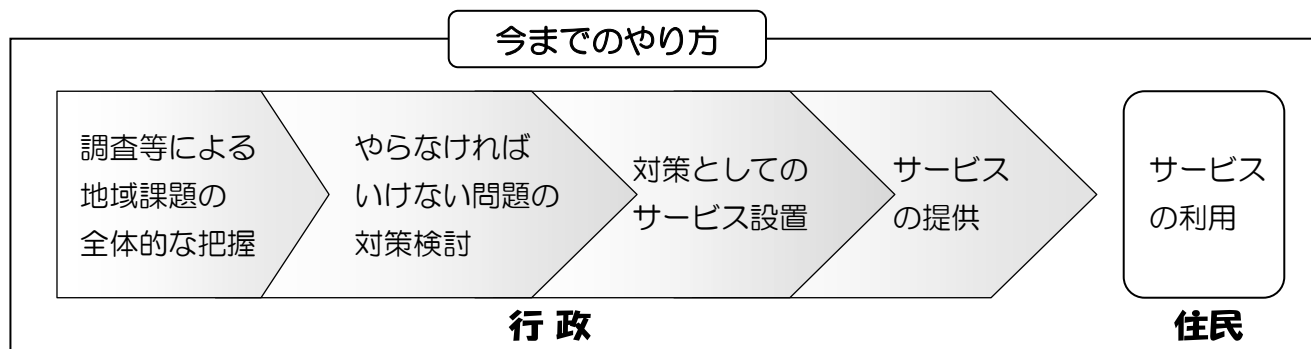 今までのやり方
調査等による
地域課題の
全体的な把握
やらなければ
いけない問題の
対策検討
対策としての
サービス設置
サービス
の提供
サービス
の利用
行 政
住民